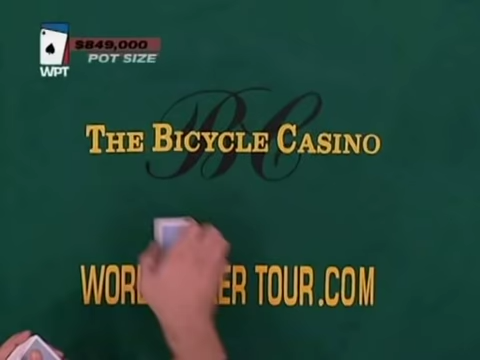 $849,000
POT SIZE
WPT
THE BICYCLE CASINO
BC
TOUR.COM